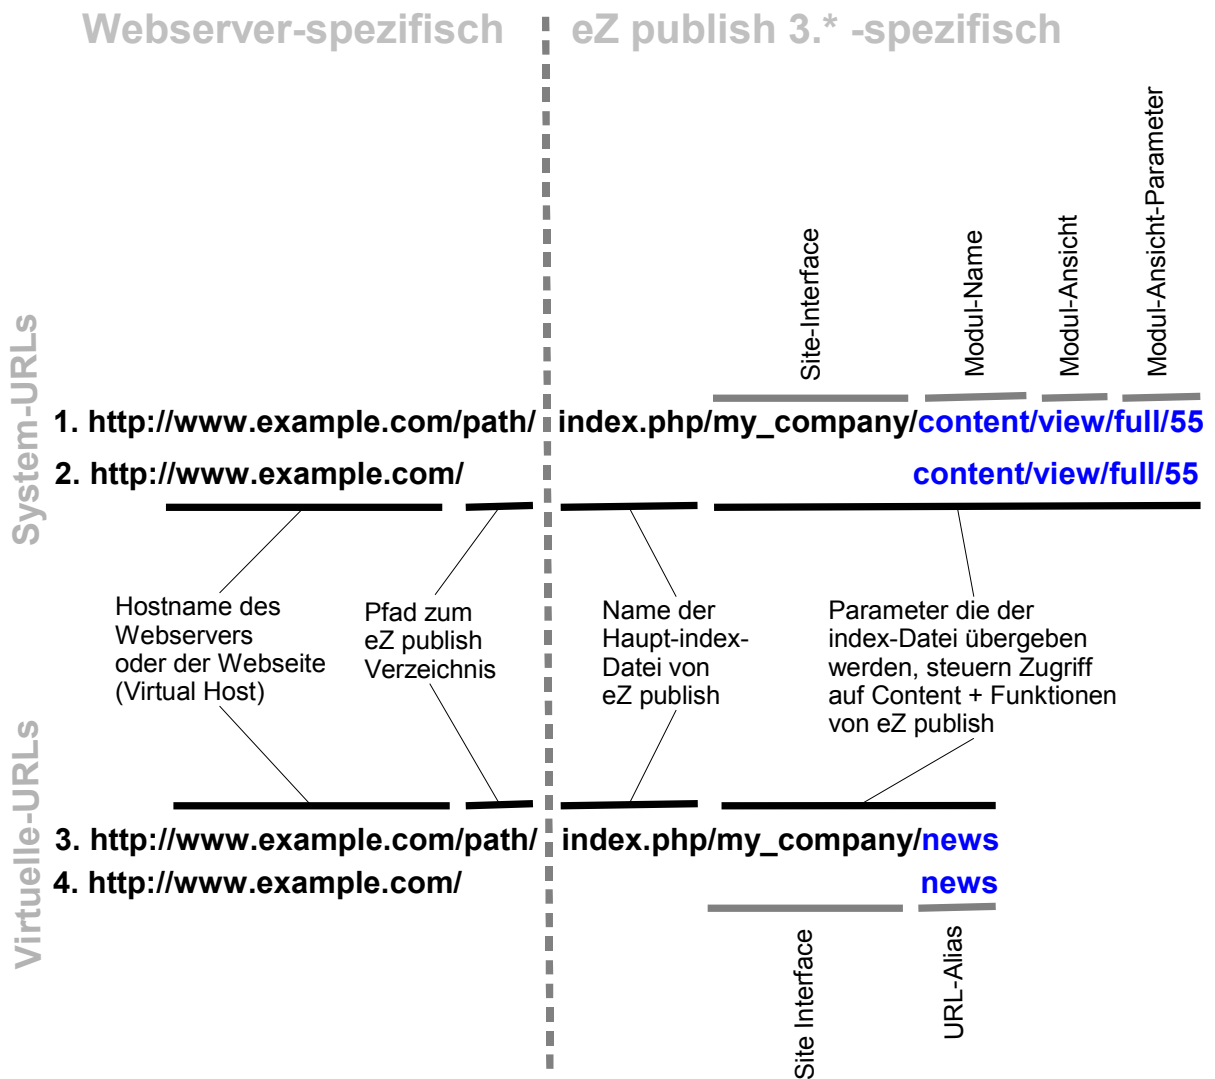 Webserver-spezifisch
eZ publish 3.* -spezifisch
System-URLs
Site-Interface
Modul-Name
Modul-Ansicht
Modul-Ansicht-Parameter
1. http://www.example.com/path/ index.php/my_company/content/view/full/55
2. http://www.example.com/ content/view/full/55
Hostname des
Webservers
oder der Webseite
(Virtual Host)
Pfad zum
eZ publish
Verzeichnis
Name der
Haupt-index-
Datei von
eZ publish
Parameter die der
index-Datei übergeben
werden, steuern Zugriff
auf Content + Funktionen
von eZ publish
Virtuelle-URLs
3. http://www.example.com/path/ index.php/my_company/news
4. http://www.example.com/ news
Site Interface
URL-Alias